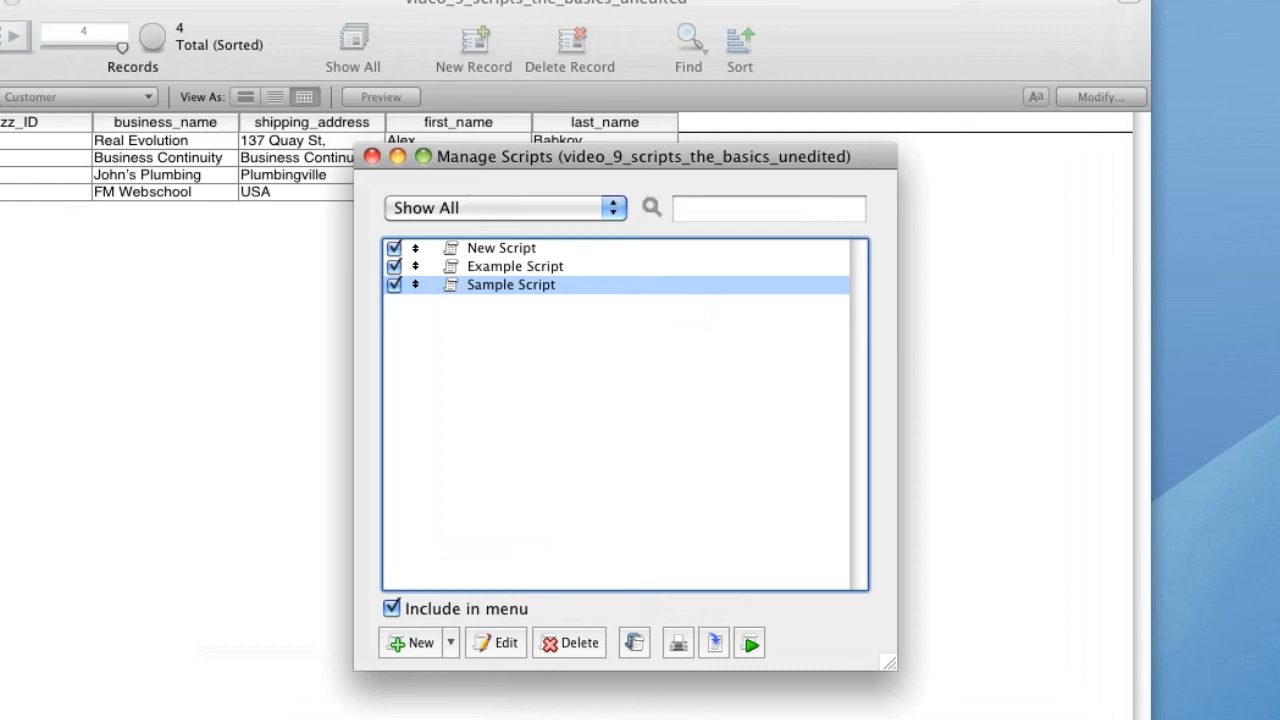 video_9_scripts_the_basics_unedited
4
4
Total (Sorted)
Records
Show All
New Record
Delete Record
Find
Sort
Customer
View As:
Preview
Aa
Modify...
zz_ID business_name shipping_address first_name last_name
Real Evolution 137 Quay St, Alex Babkov
Business Continuity Business Continu
John's Plumbing Plumbingville
FM Webschool USA
Manage Scripts (video_9_scripts_the_basics_unedited)
Show All
New Script
Example Script
Sample Script
Include in menu
New
Edit
Delete